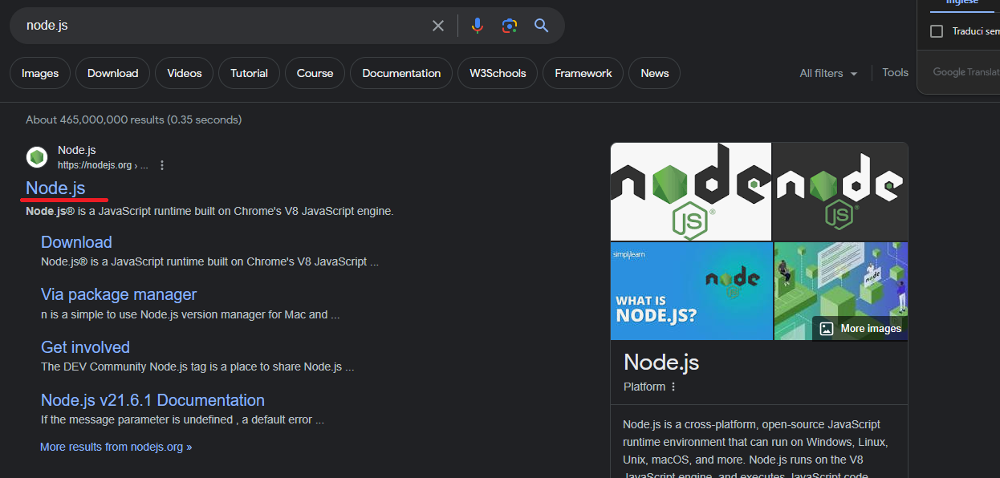 Inglese
node.js
Traduci sem
Google Translat
Images
Download
Videos
Tutorial
Course
Documentation
W3Schools
Framework
News
All filters
Tools
About 465,000,000 results (0.35 seconds)
Node.js
https://nodejs.org › ...
Node.js
Node.js® is a JavaScript runtime built on Chrome's V8 JavaScript engine.
Download
Node.js® is a JavaScript runtime built on Chrome's V8 JavaScript ...
Via package manager
n is a simple to use Node.js version manager for Mac and ...
Get involved
The DEV Community Node.js tag is a place to share Node.js ...
Node.js v21.6.1 Documentation
If the message parameter is undefined , a default error ...
More results from nodejs.org »
node
JS®
node
JS®
simplilearn
node
JS
WHAT IS
NODE.JS?
node
More images
Node.js
Platform
Node.js is a cross-platform, open-source JavaScript
runtime environment that can run on Windows, Linux,
Unix, macOS, and more. Node.js runs on the V8
JavaScript engine, and executes JavaScript code